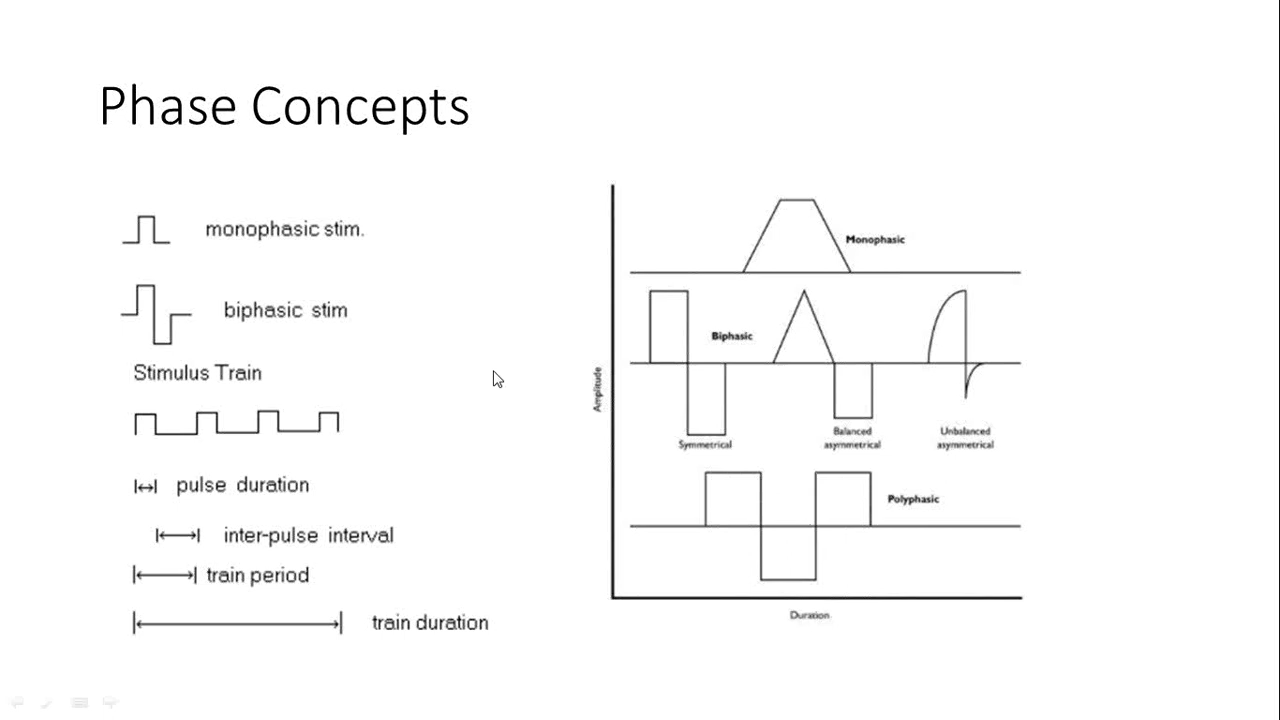 Phase Concepts
monophasic stim.
biphasic stim
Stimulus Train
pulse duration
inter-pulse interval
train period
train duration
Amplitude
Monophasic
Biphasic
Symmetrical
Balanced
asymmetrical
Unbalanced
asymmetrical
Polyphasic
Duration